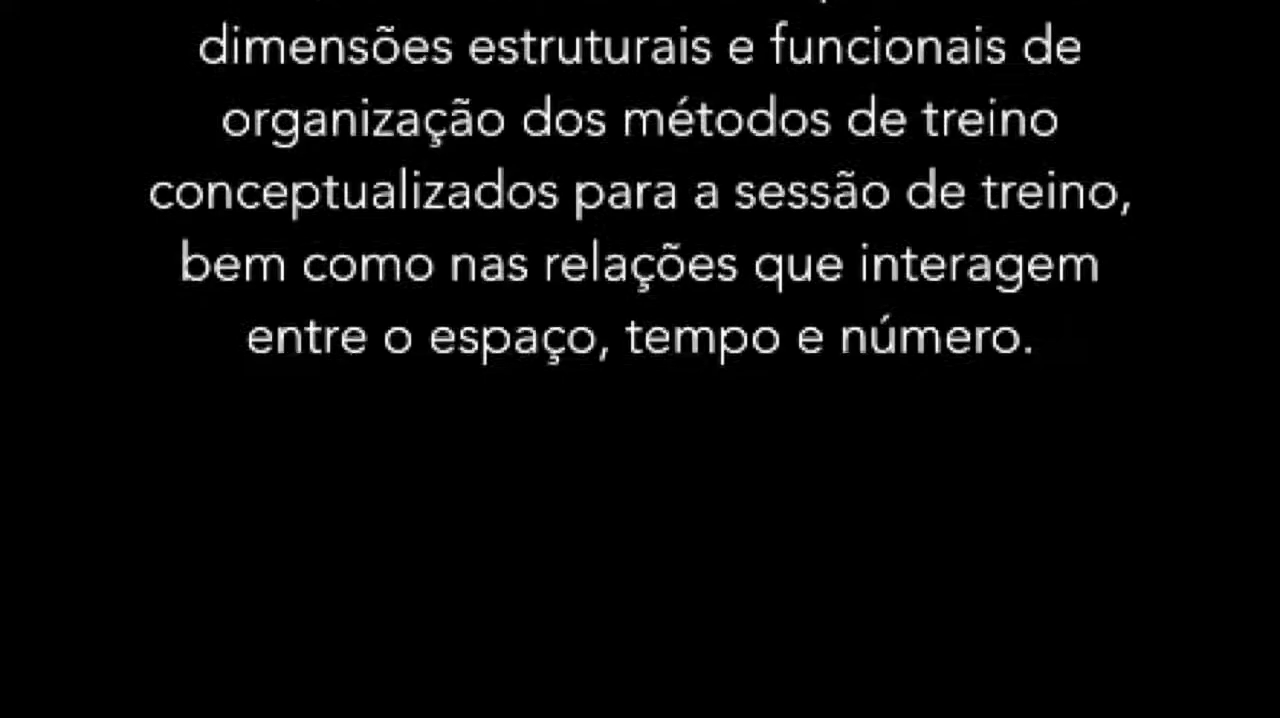 dimensões estruturais e funcionais de
organização dos métodos de treino
conceptualizados para a sessão de treino,
bem como nas relações que interagem
entre o espaço, tempo e número.